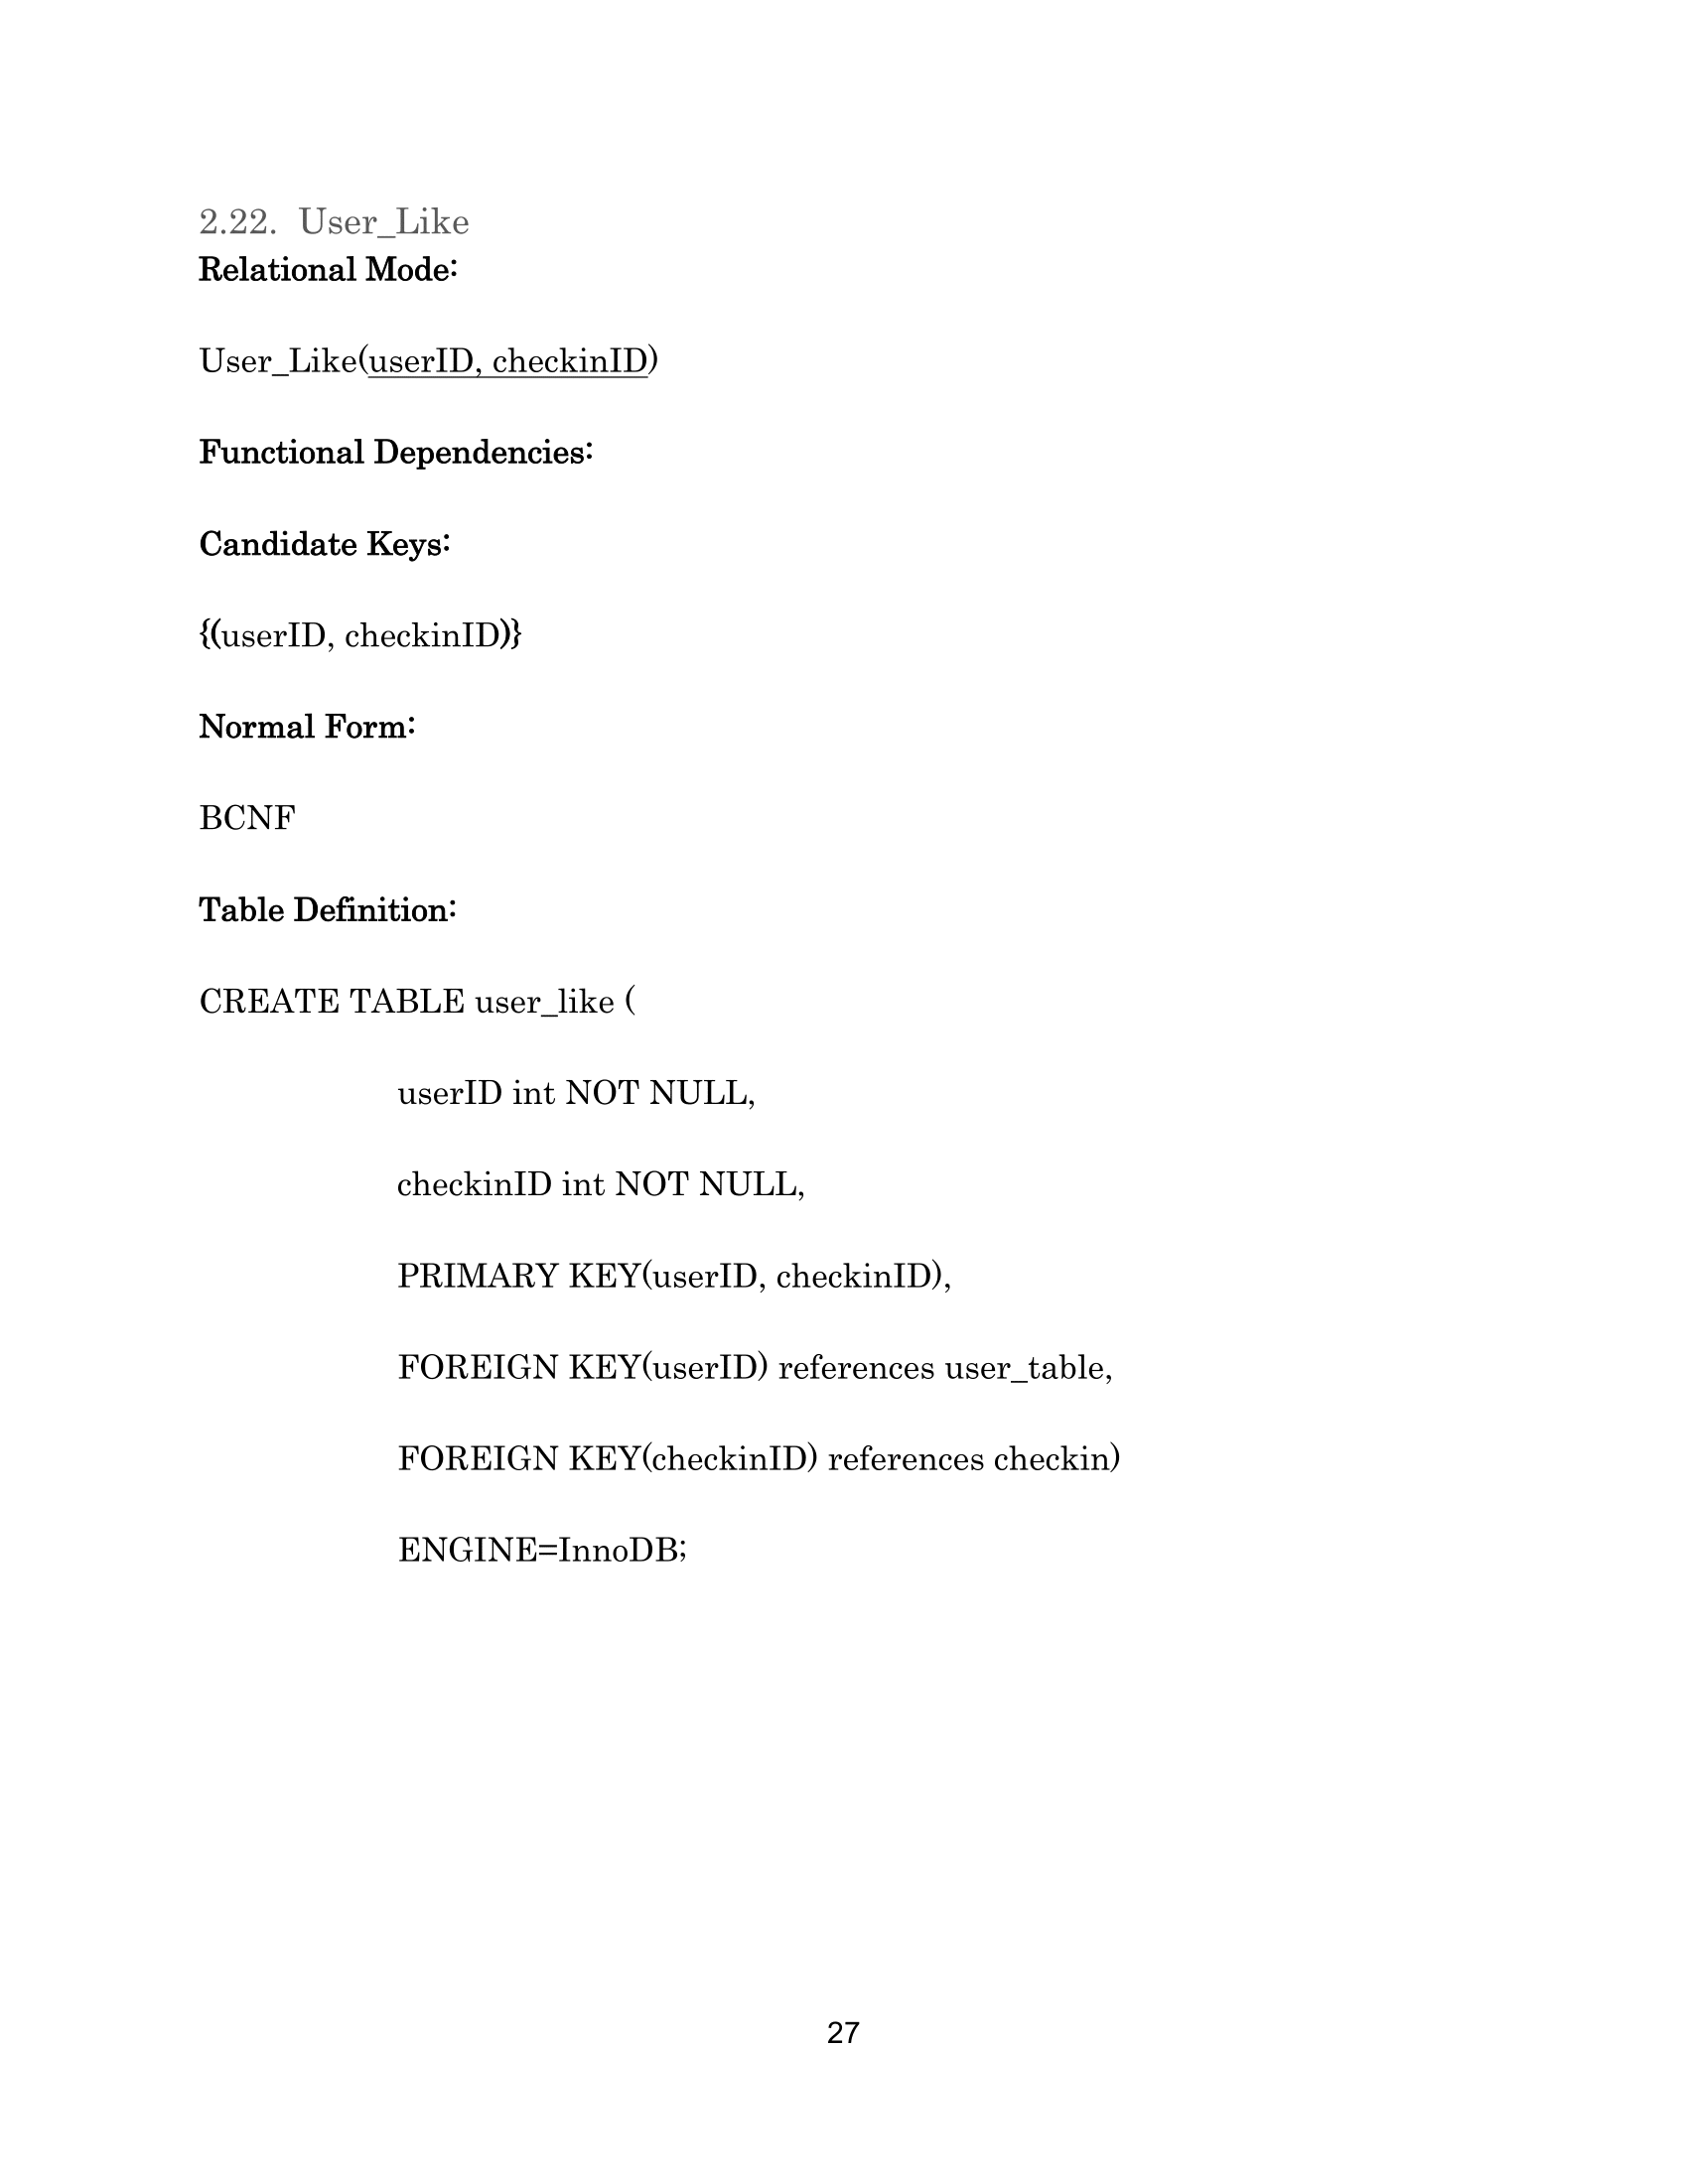 2.22. User_Like
Relational Mode:
User_Like(userID, checkinID)
Functional Dependencies:
Candidate Keys:
{(userID, checkinID)}
Normal Form:
BCNF
Table Definition:
CREATE TABLE user_like (
userID int NOT NULL,
checkinID int NOT NULL,
PRIMARY KEY(userID, checkinID),
FOREIGN KEY(userID) references user_table,
FOREIGN KEY(checkinID) references checkin)
ENGINE=InnoDB;
27